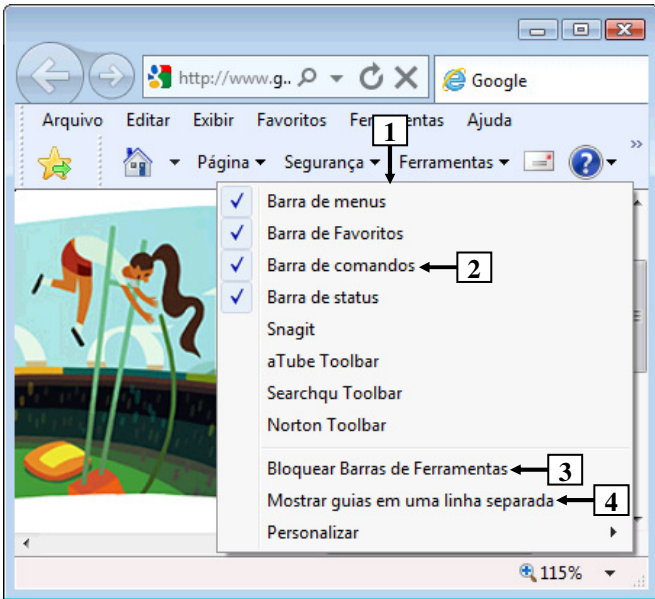 http://www.g.. Google
Arquivo Editar Exibir Favoritos Fer entas Ajuda
1
Página Segurança Ferramentas ? »
Barra de menus
Barra de Favoritos
Barra de comandos 2
Barra de status
Snagit
aTube Toolbar
Searchqu Toolbar
Norton Toolbar
Bloquear Barras de Ferramentas 3
Mostrar guias em uma linha separada 4
Personalizar
115%